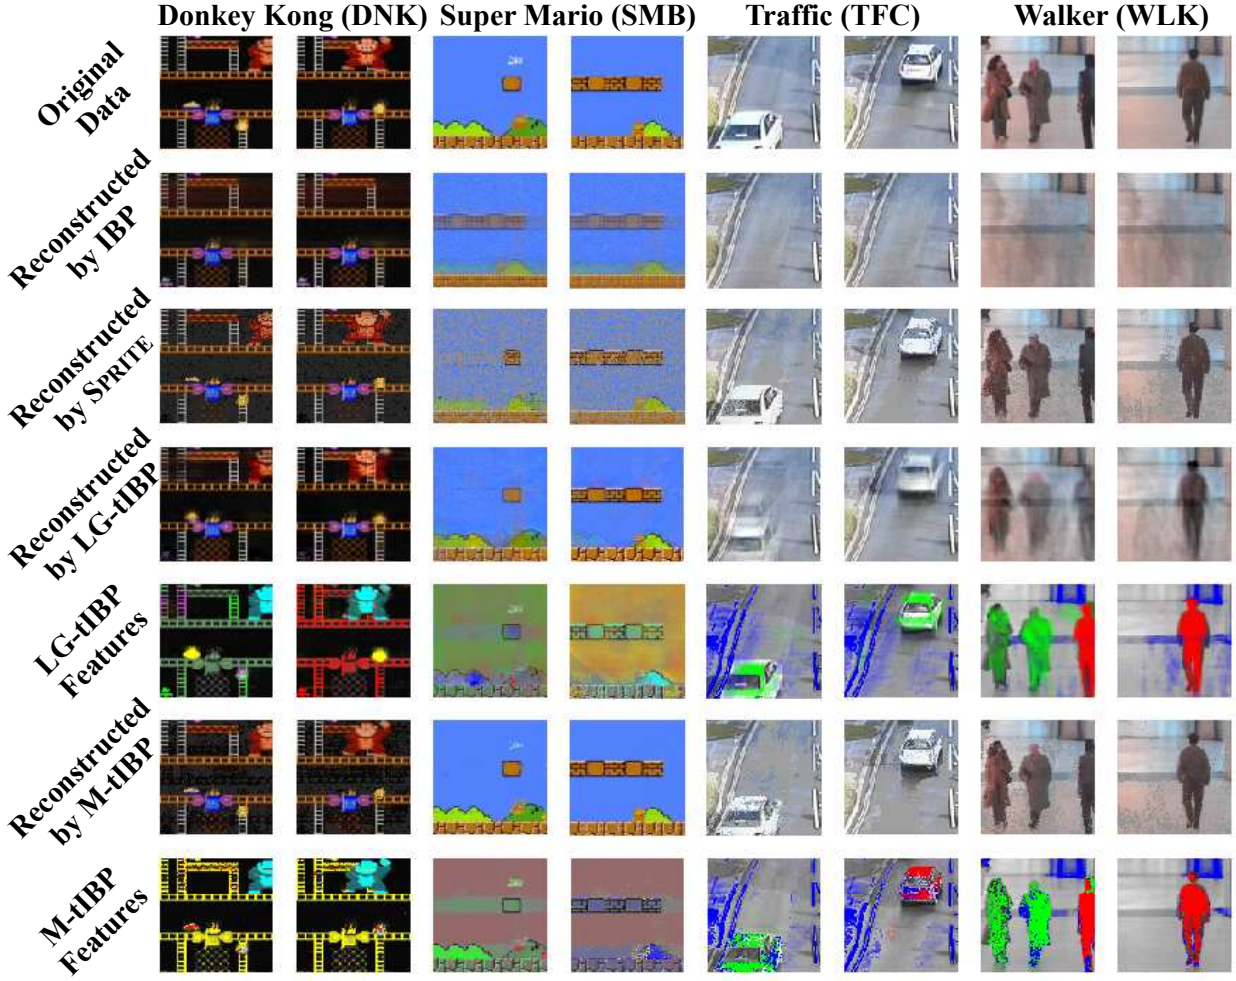 Donkey Kong (DNK) Super Mario (SMB) Traffic (TFC) Walker (WLK)
Original
Data
Reconstructed
by IBP
Reconstructed
by SPRITE
Reconstructed
by LG-tIBP
LG-tIBP
Features
Reconstructed
by M-tIBP
M-tIBP
Features